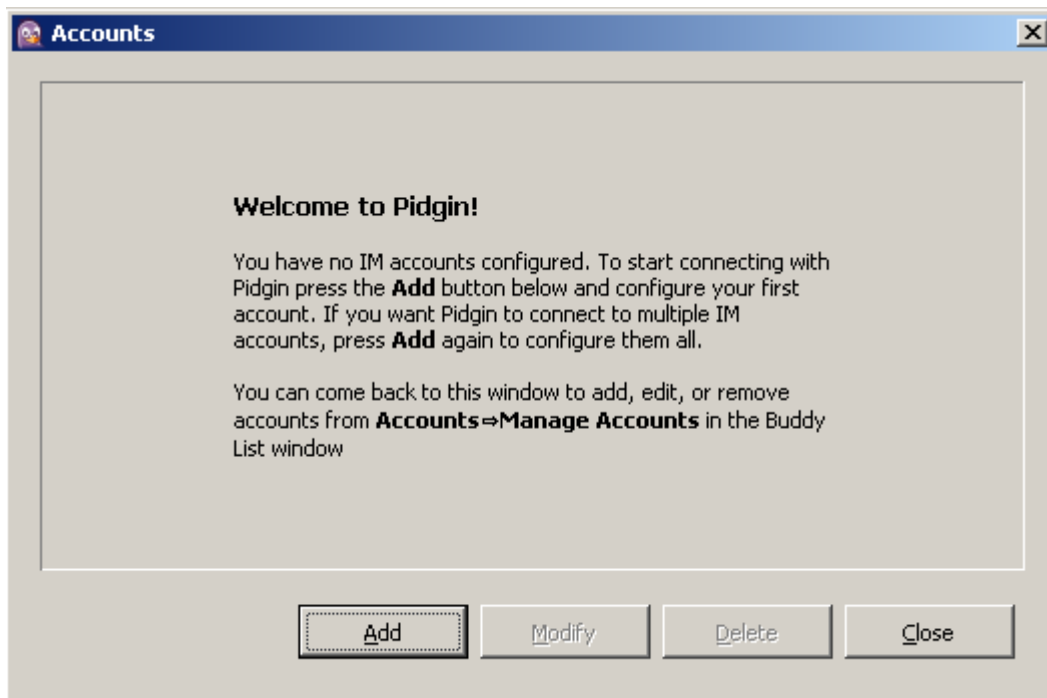 Accounts
Welcome to Pidgin!
You have no IM accounts configured. To start connecting with
Pidgin press the Add button below and configure your first
account. If you want Pidgin to connect to multiple IM
accounts, press Add again to configure them all.
You can come back to this window to add, edit, or remove
accounts from Accounts⇨Manage Accounts in the Buddy
List window
Add Modify Delete Close